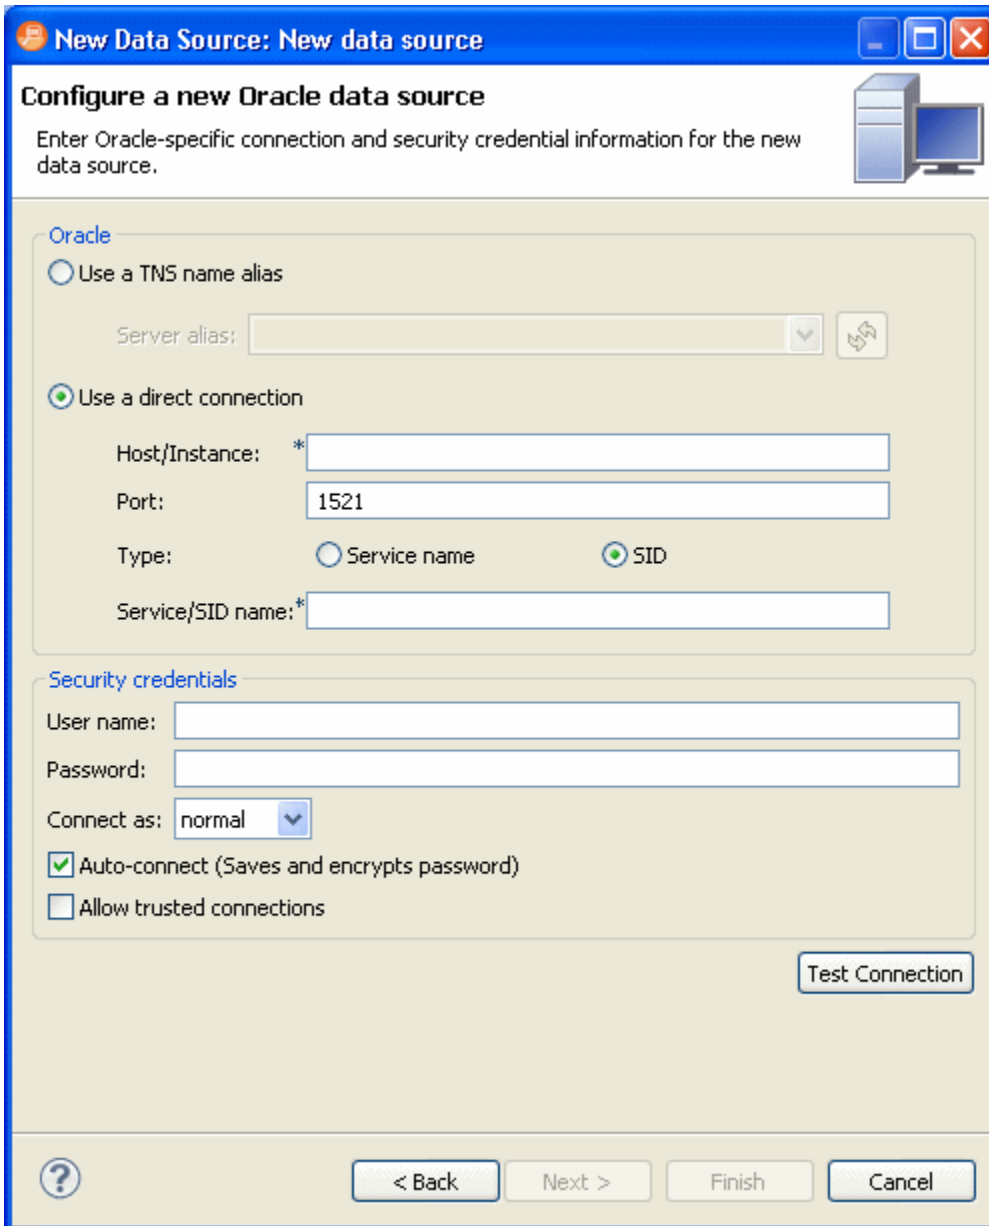 New Data Source: New data source
Configure a new Oracle data source
Enter Oracle-specific connection and security credential information for the new
data source.
Oracle
Use a TNS name alias
Server alias:
Use a direct connection
Host/Instance: *
Port: 1521
Type: Service name SID
Service/SID name:*
Security credentials
User name:
Password:
Connect as: normal
Auto-connect (Saves and encrypts password)
Allow trusted connections
Test Connection
? < Back Next > Finish Cancel